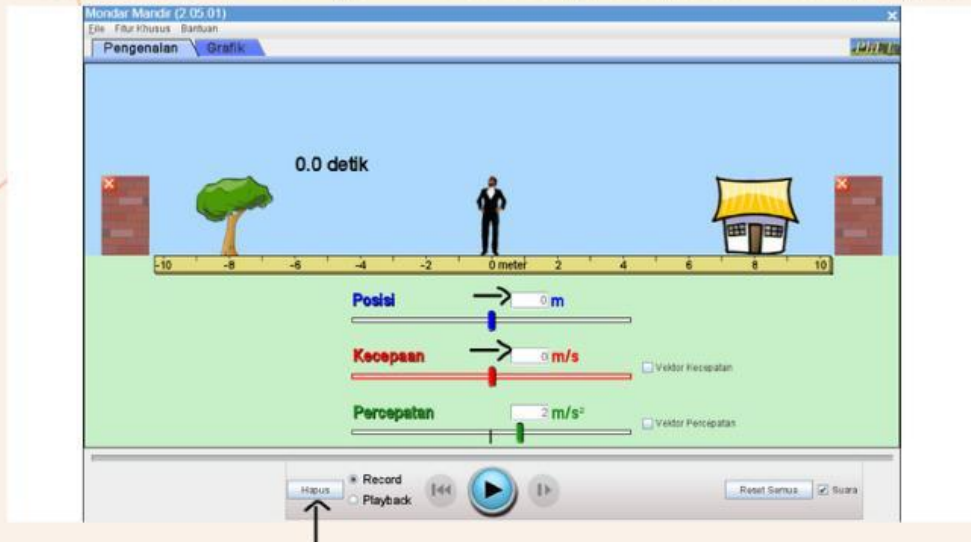 Mondar Mandir (2.05.01)
File Fitur Khusus Bantuan
Pengenalan Grafik
PhET
0.0 detik
-10 -8 -6 -4 -2 0 meter 2 4 6 8 10
Posisi 0 m
Kecepaan 0 m/s
Vektor Kecepatan
Percepatan 2 m/s²
Vektor Percepatan
Hapus
Record
Playback
Reset Semua
Suara